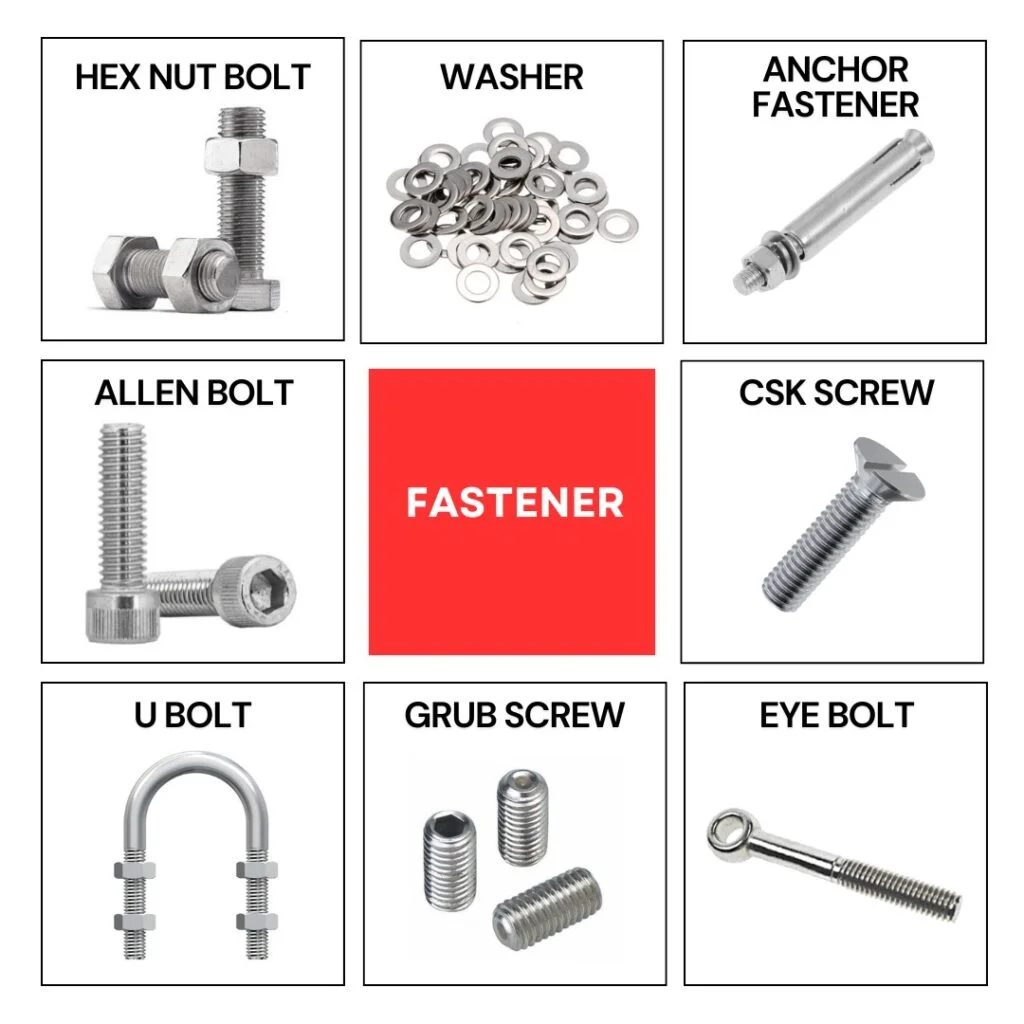 HEX NUT BOLT
WASHER
ANCHOR
FASTENER
ALLEN BOLT
FASTENER
CSK SCREW
U BOLT
GRUB SCREW
EYE BOLT